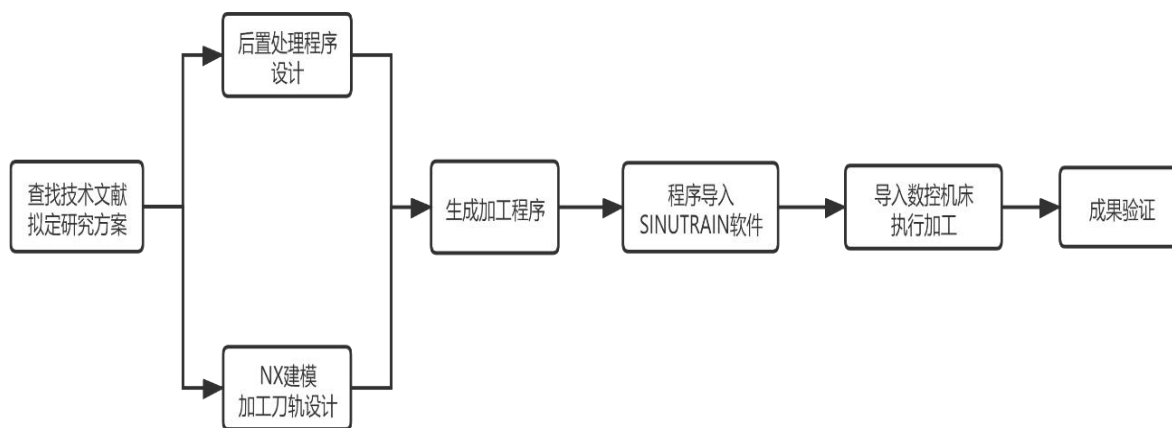 后置处理程序
设计
查找技术文献
拟定研究方案
生成加工程序
程序导入
SINUTRAIN软件
导入数控机床
执行加工
成果验证
NX建模
加工刀轨设计